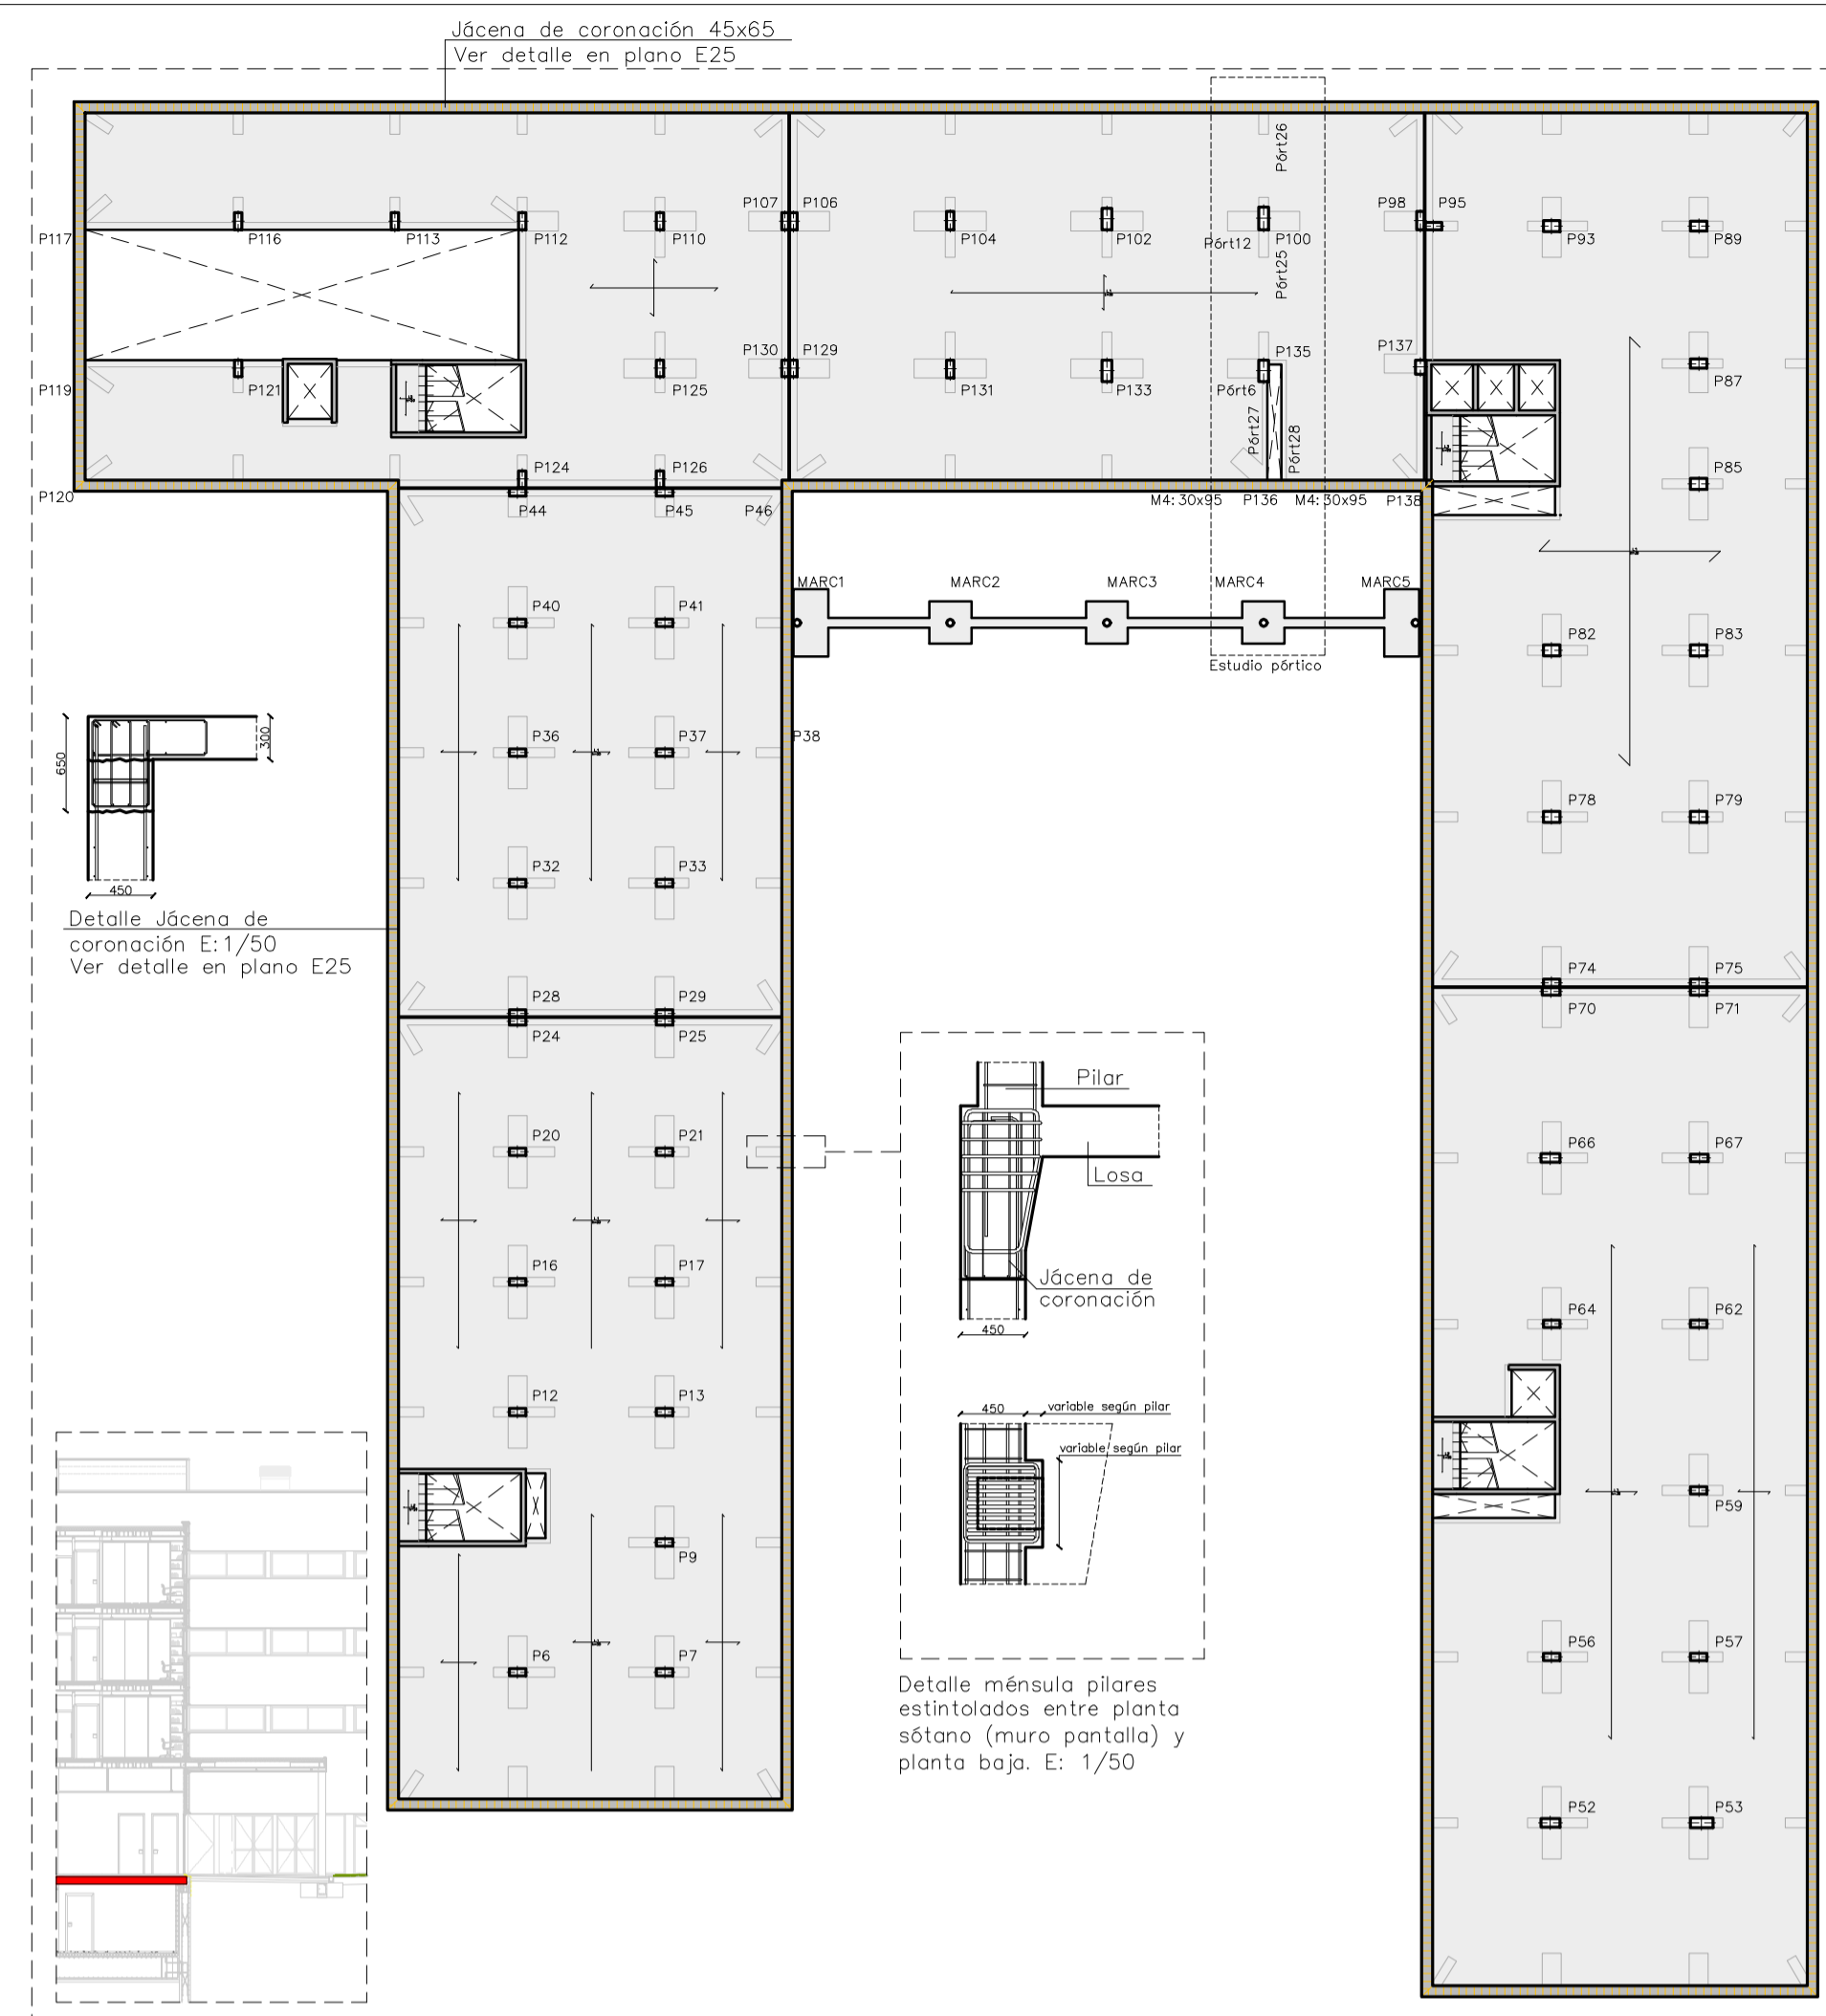 Jácena de coronación 45x65
Ver detalle en plano E25
Pórt26
P107
P106
P98
P95
P117
P116
P113
P112
P110
P104
P102
Pórt12
P100
P93
P89
Pórt25
P130
P129
P135
P137
P119
P121
P125
P131
P133
Pórt6
P87
Pórt27
Pórt28
P124
P126
P85
P120
P44
P45
P46
M4:30x95
P136
M4:30x95
P138
MARC1
MARC2
MARC3
MARC4
MARC5
P40
P41
P82
P83
Estudio pórtico
P36
P37
P38
650
300
450
P78
P79
P32
P33
Detalle Jácena de
coronación E:1/50
Ver detalle en plano E25
P74
P75
P28
P29
P70
P71
P24
P25
Pilar
P20
P21
P66
P67
Losa
P16
P17
Jácena de
coronación
450
P64
P62
P12
P13
450
variable según pilar
variable según pilar
P59
P9
P56
P57
P6
P7
Detalle ménsula pilares
estintolados entre planta
sótano (muro pantalla) y
planta baja. E: 1/50
P52
P53